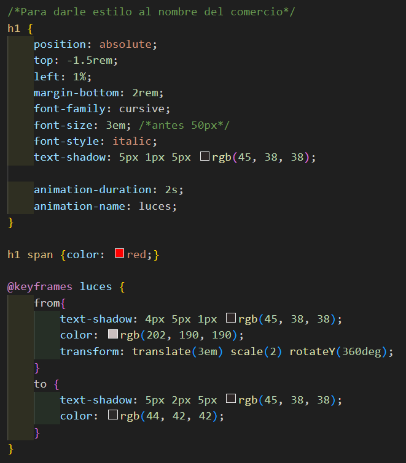 /*Para darle estilo al nombre del comercio*/
h1 {
position: absolute;
top: -1.5rem;
left: 1%;
margin-bottom: 2rem;
font-family: cursive;
font-size: 3em; /*antes 50px*/
font-style: italic;
text-shadow: 5px 1px 5px rgb(45, 38, 38);
animation-duration: 2s;
animation-name: luces;
}
h1 span {color: red;}
@keyframes luces {
from{
text-shadow: 4px 5px 1px rgb(45, 38, 38);
color: rgb(202, 190, 190);
transform: translate(3em) scale(2) rotateY(360deg);
}
to {
text-shadow: 5px 2px 5px rgb(45, 38, 38);
color: rgb(44, 42, 42);
}
}